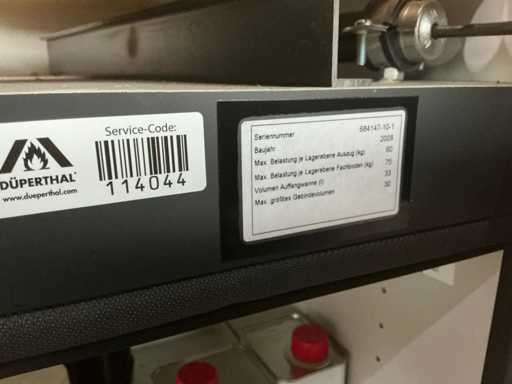 Service-Code:
DÜPERTHAL
www.dueperthal.com
114044
Seriennummer 684147-10-1
Baujahr 2008
Max. Belastung je Lagerebene Auszug (kg) 60
Max. Belastung je Lagerebene Fachboden (kg) 75
Volumen Auffangwanne (l) 33
Max. größtes Gebindevolumen 30